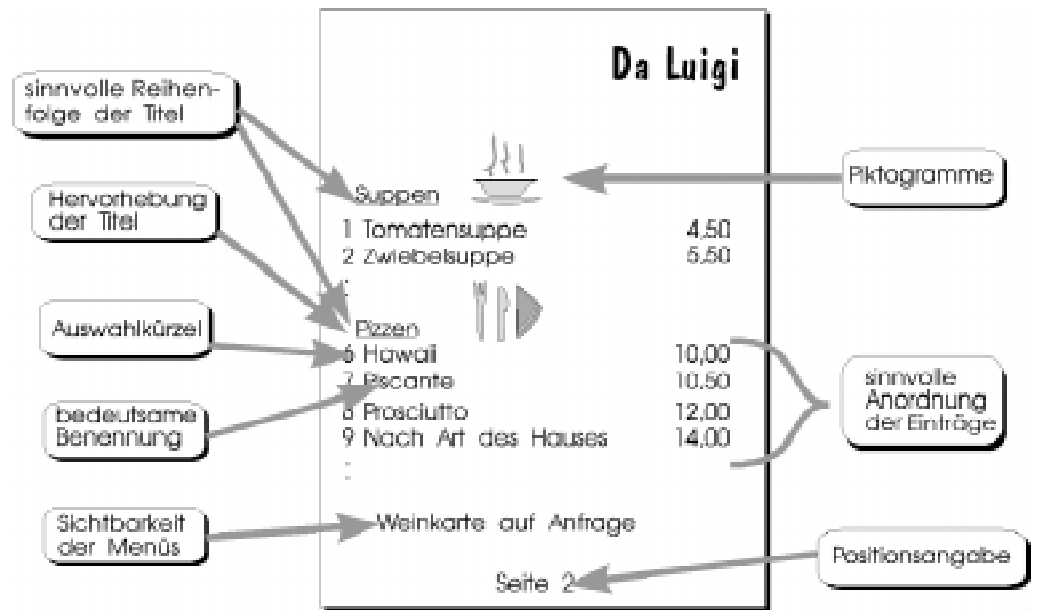 Da Luigi
sinnvolle Reihen-
folge der Titel
Piktogramme
Hervorhebung
der Titel
Suppen
1 Tomatensuppe 4,50
2 Zwiebelsuppe 5,50
:
Auswahlkürzel
Pizzen
6 Hawaii 10,00
7 Piscante 10,50
8 Prosciutto 12,00
9 Nach Art des Hauses 14,00
:
sinnvolle
Anordnung
der Einträge
bedeutsame
Benennung
Sichtbarkeit
der Menüs
Weinkarte auf Anfrage
Positionsangabe
Seite 2